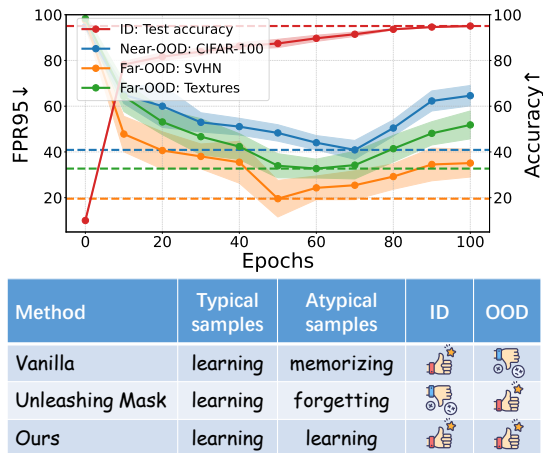 100
80
60
40
20
FPR95↓
ID: Test accuracy
Near-OOD: CIFAR-100
Far-OOD: SVHN
Far-OOD: Textures
100
80
60
40
20
Accuracy↑
0 20 40 60 80 100
Epochs
Method Typical samples Atypical samples ID OOD
Vanilla learning memorizing
Unleashing Mask learning forgetting
Ours learning learning